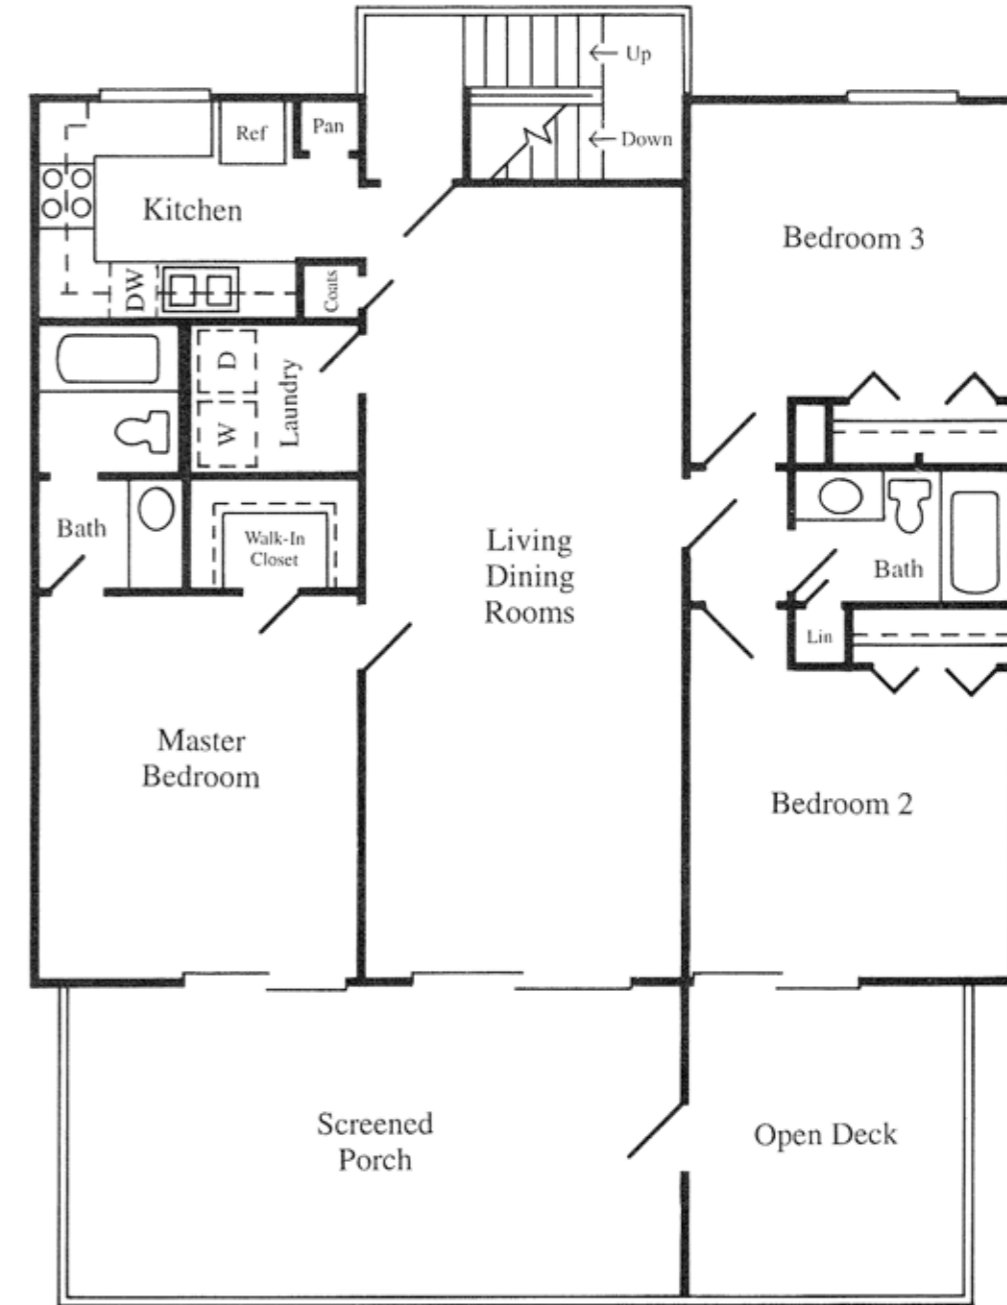 Up
Ref
Pan
Down
Kitchen
Bedroom 3
DW
Coats
D
Laundry
W
Bath
Walk-In
Closet
Living
Dining
Rooms
Bath
Lin
Master
Bedroom
Bedroom 2
Screened
Porch
Open Deck